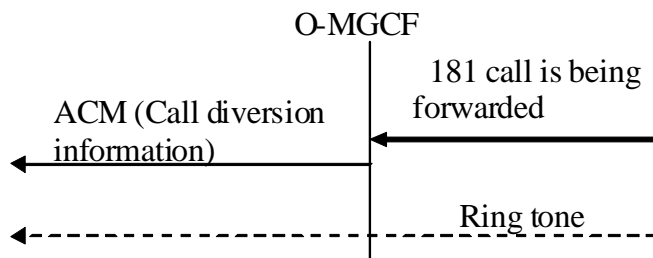 O-MGCF
181 call is being
forwarded
ACM (Call diversion
information)
Ring tone